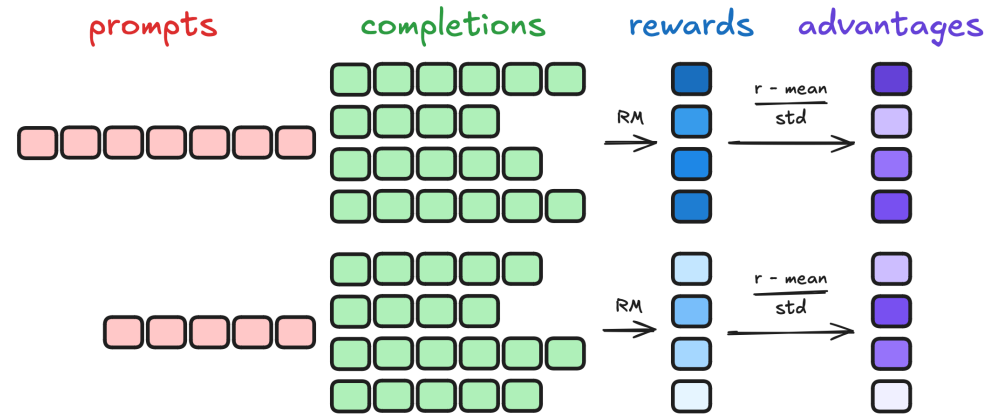 prompts
completions
rewards
advantages
RM
r - mean
std
RM
r - mean
std